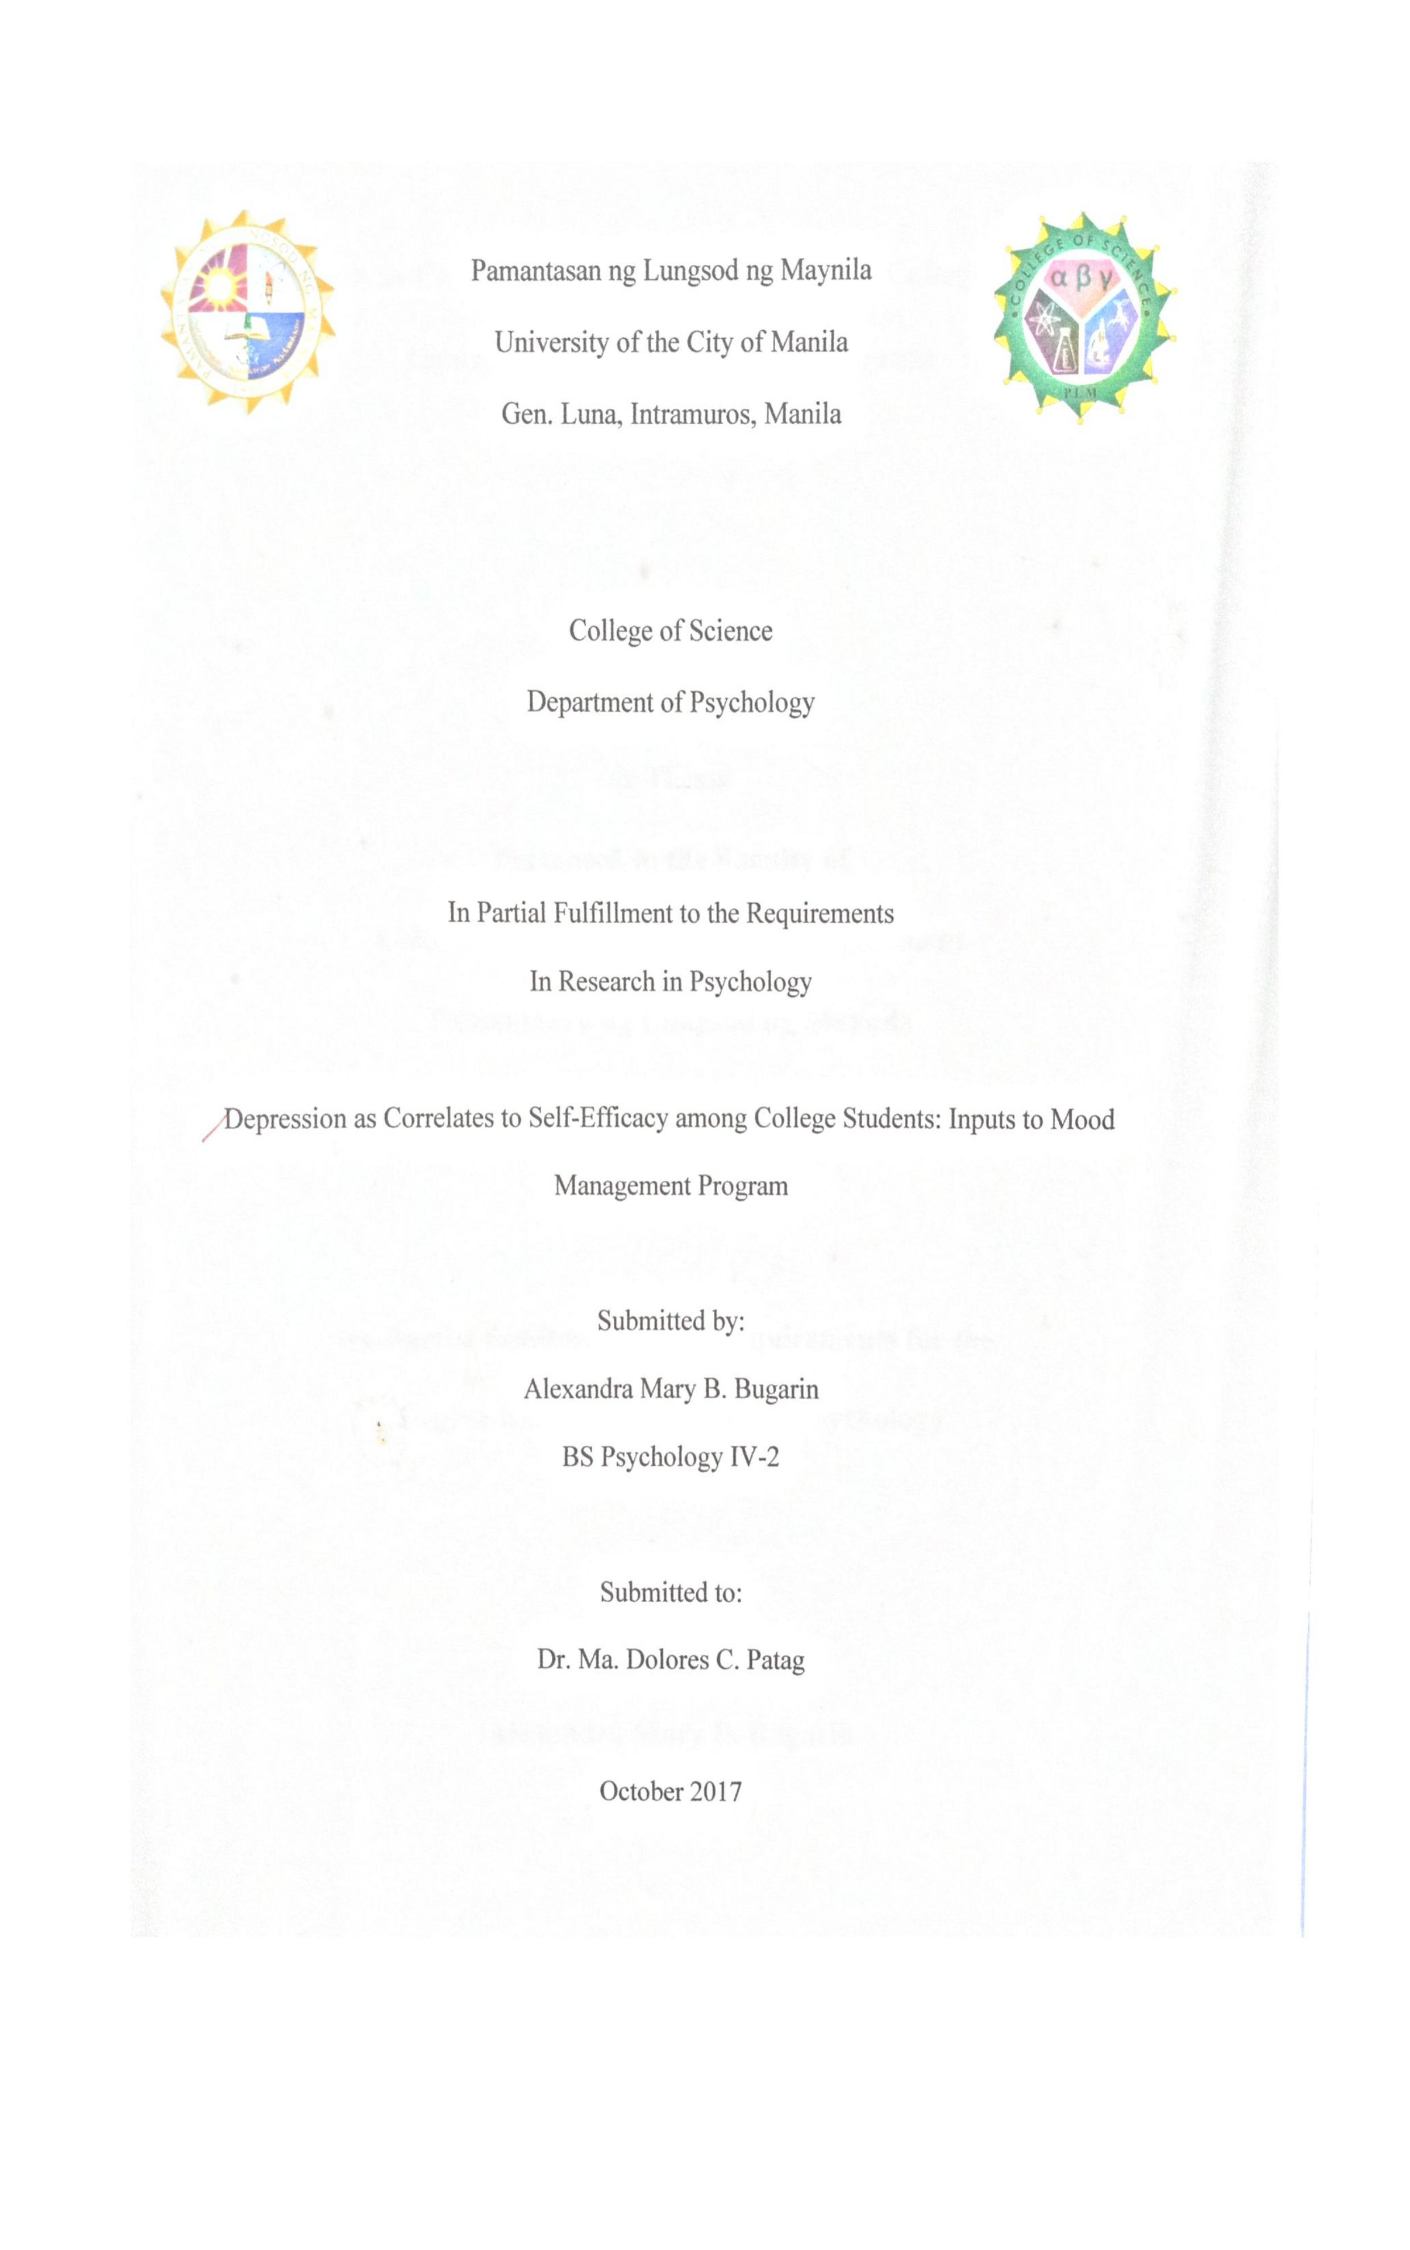 Pamantasan ng Lungsod ng Maynila
University of the City of Manila
Gen. Luna, Intramuros, Manila
COLLEGE OF SCIENCE
α β γ
PLM
College of Science
Department of Psychology
In Partial Fulfillment to the Requirements
In Research in Psychology
Depression as Correlates to Self-Efficacy among College Students: Inputs to Mood
Management Program
Submitted by:
Alexandra Mary B. Bugarin
BS Psychology IV-2
Submitted to:
Dr. Ma. Dolores C. Patag
October 2017